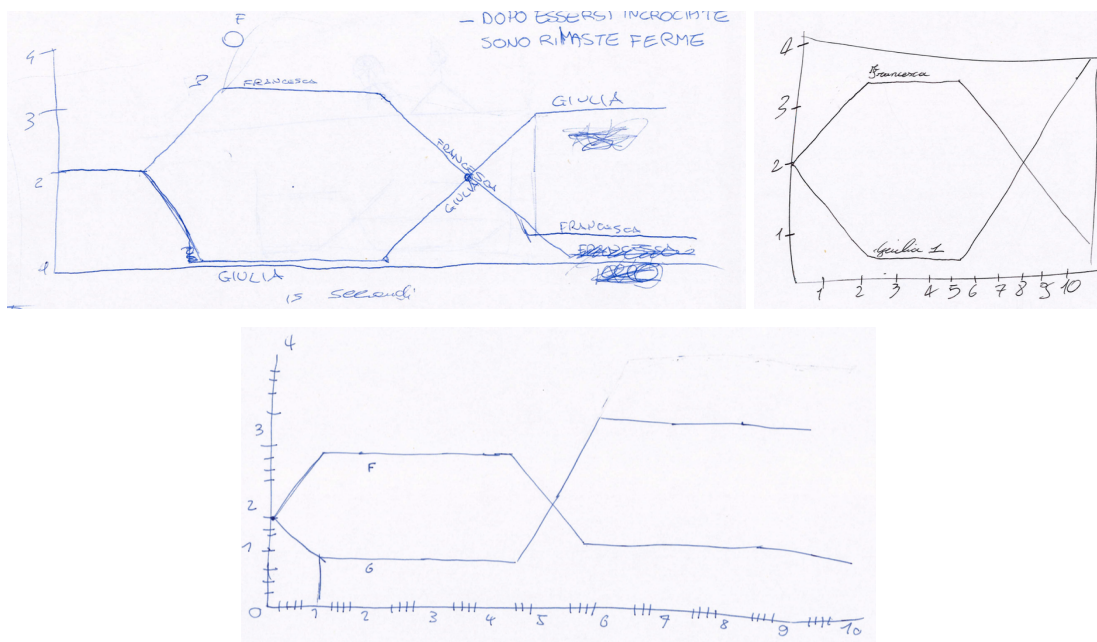 F
– DOPO ESSERSI INCROCIATE
SONO RIMASTE FERME
4
FRANCESCA
GIULIA
3
FRANCESCA
GIULIA
2
FRANCESCA
GIULIA
15 secondi
4
Francesca
3
2
1
Giulia 1
1 2 3 4 5 6 7 8 9 10
4
3
F
2
1
G
0 1 2 3 4 5 6 7 8 9 10